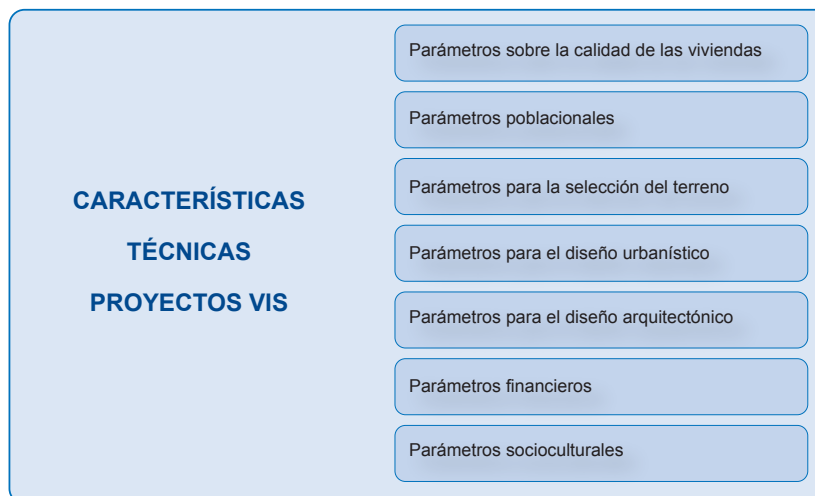 CARACTERÍSTICAS
TÉCNICAS
PROYECTOS VIS
Parámetros sobre la calidad de las viviendas
Parámetros poblacionales
Parámetros para la selección del terreno
Parámetros para el diseño urbanístico
Parámetros para el diseño arquitectónico
Parámetros financieros
Parámetros socioculturales